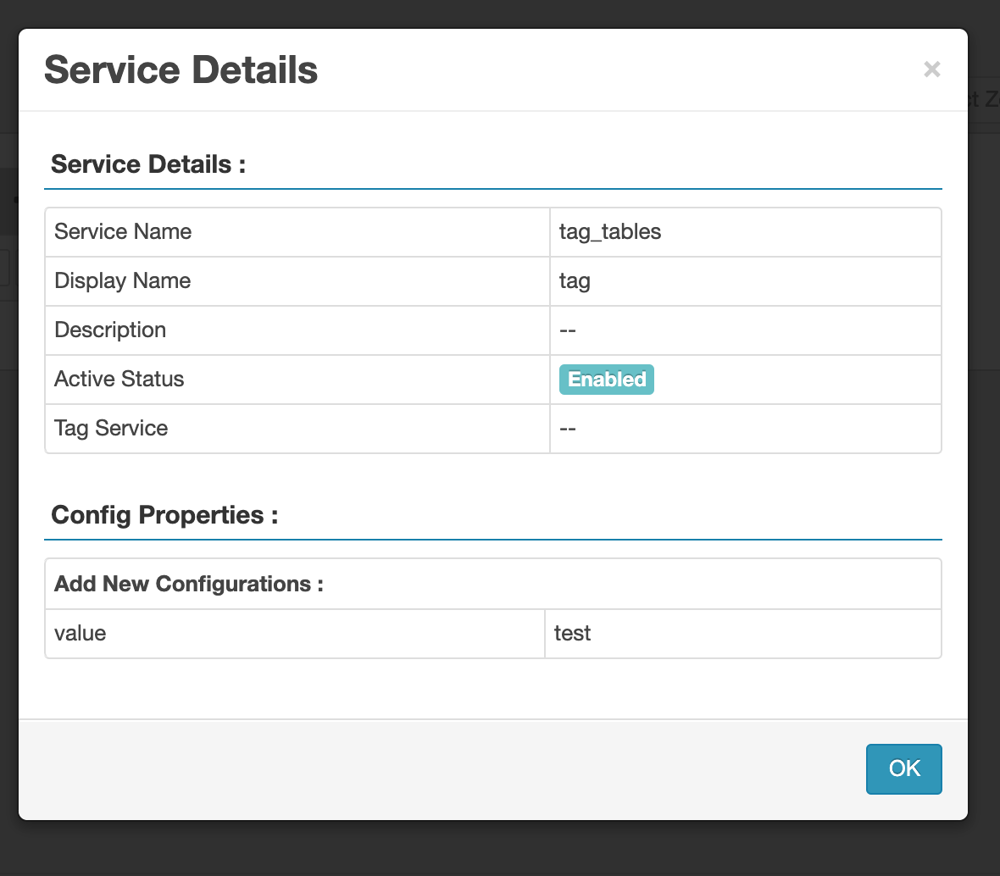 Service Details
×
Service Details :
Service Name tag_tables
Display Name tag
Description --
Active Status Enabled
Tag Service --
Config Properties :
Add New Configurations :
value test
OK